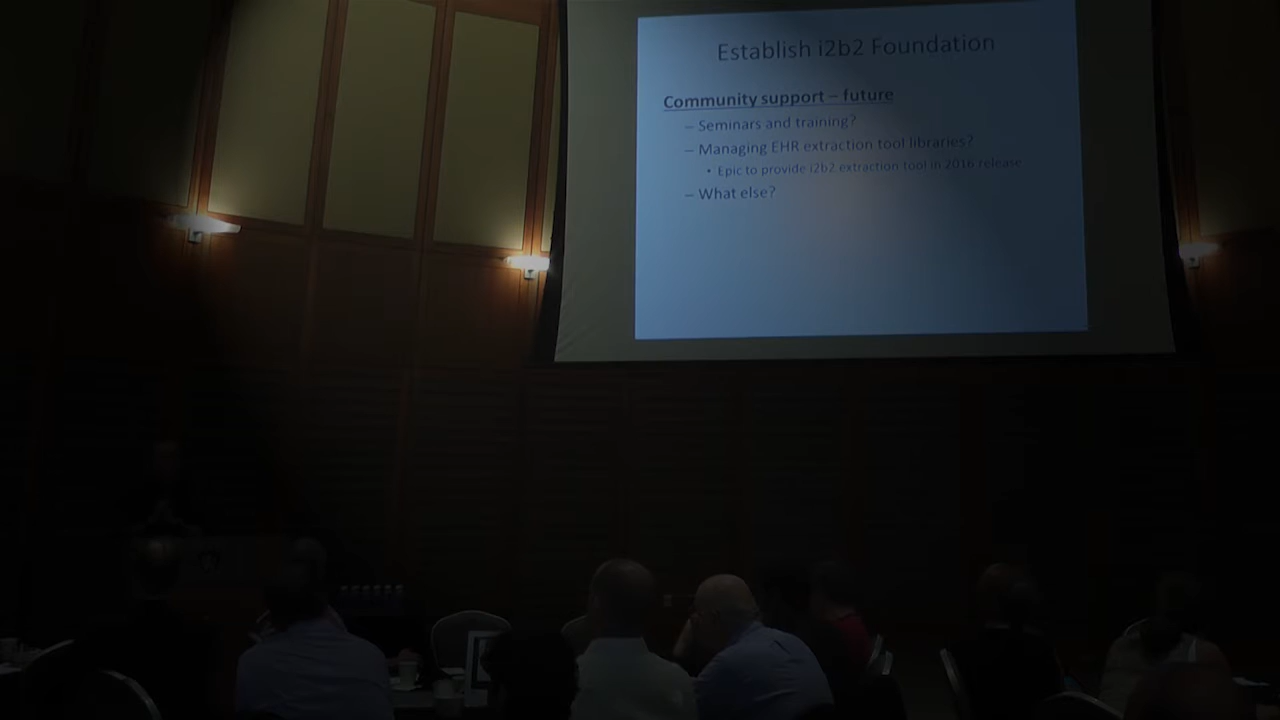 Establish i2b2 Foundation
Community support – future
– Seminars and training?
– Managing EHR extraction tool libraries?
• Epic to provide i2b2 extraction tool in 2016 release
– What else?